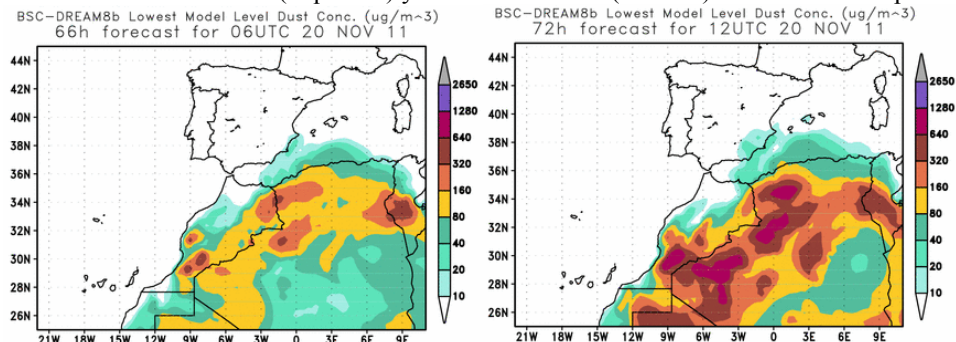 BSC-DREAM8b Lowest Model Level Dust Conc. (ug/m^3)
66h forecast for 06UTC 20 NOV 11
44N
42N
40N
38N
36N
34N
32N
30N
28N
26N
21W 18W 15W 12W 9W 6W 3W 0 3E 6E 9E
2650
1280
640
320
160
80
40
20
10
BSC-DREAM8b Lowest Model Level Dust Conc. (ug/m^3)
72h forecast for 12UTC 20 NOV 11
44N
42N
40N
38N
36N
34N
32N
30N
28N
26N
21W 18W 15W 12W 9W 6W 3W 0 3E 6E 9E
2650
1280
640
320
160
80
40
20
10